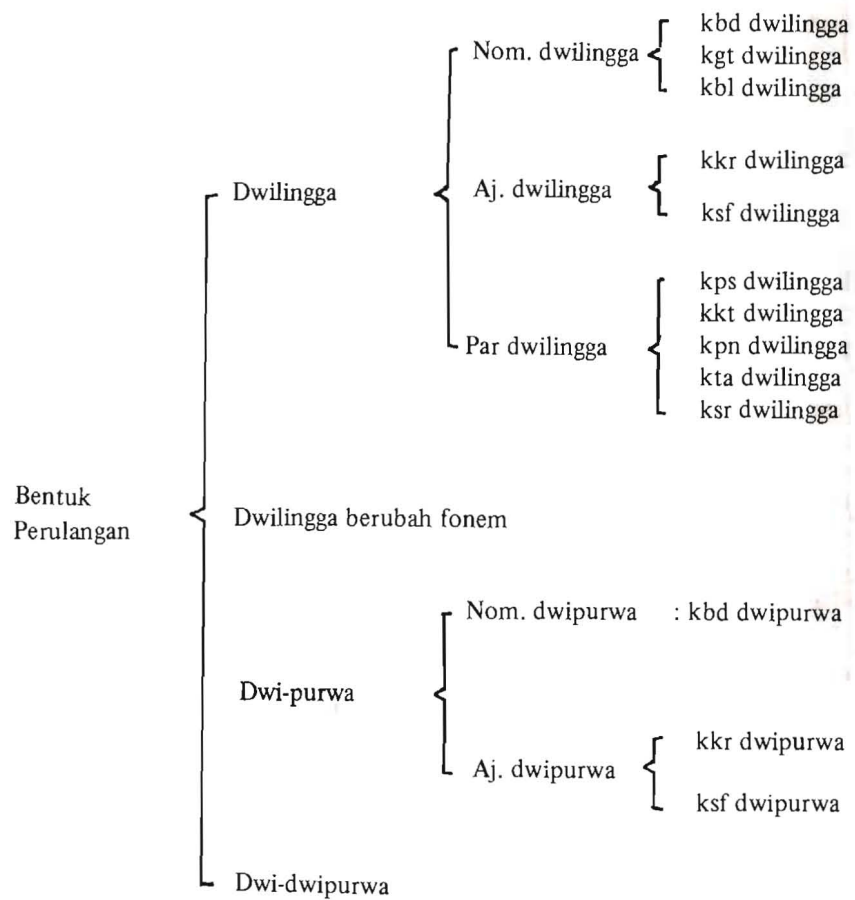 kbd dwilingga
Nom. dwilingga
kgt dwilingga
kbl dwilingga
kkr dwilingga
Dwilingga
Aj. dwilingga
ksf dwilingga
kps dwilingga
kkt dwilingga
Par dwilingga
kpn dwilingga
kta dwilingga
ksr dwilingga
Bentuk
Perulangan
Dwilingga berubah fonem
Nom. dwipurwa : kbd dwipurwa
Dwi-purwa
kkr dwipurwa
Aj. dwipurwa
ksf dwipurwa
Dwi-dwipurwa